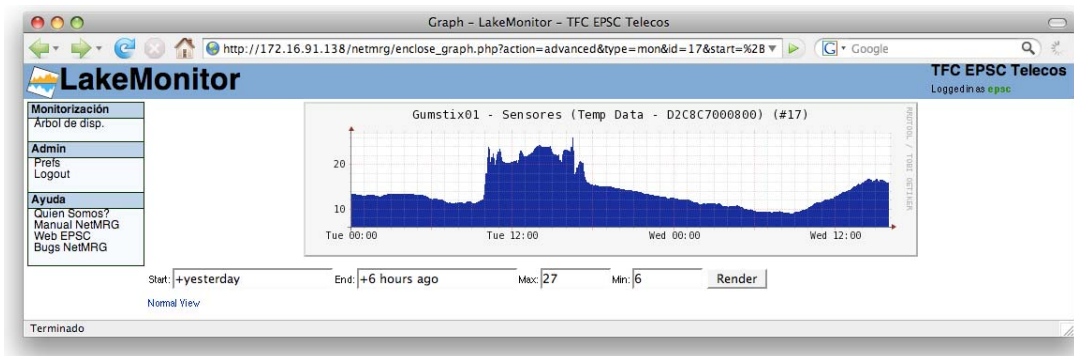 Graph – LakeMonitor – TFC EPSC Telecos
http://172.16.91.138/netmrg/enclose_graph.php?action=advanced&type=mon&id=17&start=%2B
G Google
LakeMonitor
TFC EPSC Telecos
Logged in as epsc
Monitorización
Árbol de disp.
Admin
Prefs
Logout
Ayuda
Quien Somos?
Manual NetMRG
Web EPSC
Bugs NetMRG
Gumstix01 - Sensores (Temp Data - D2C8C7000800) (#17)
RRDTOOL / TOBI OETIKER
20
10
Tue 00:00 Tue 12:00 Wed 00:00 Wed 12:00
Start: +yesterday End: +6 hours ago Max: 27 Min: 6 Render
Normal View
Terminado